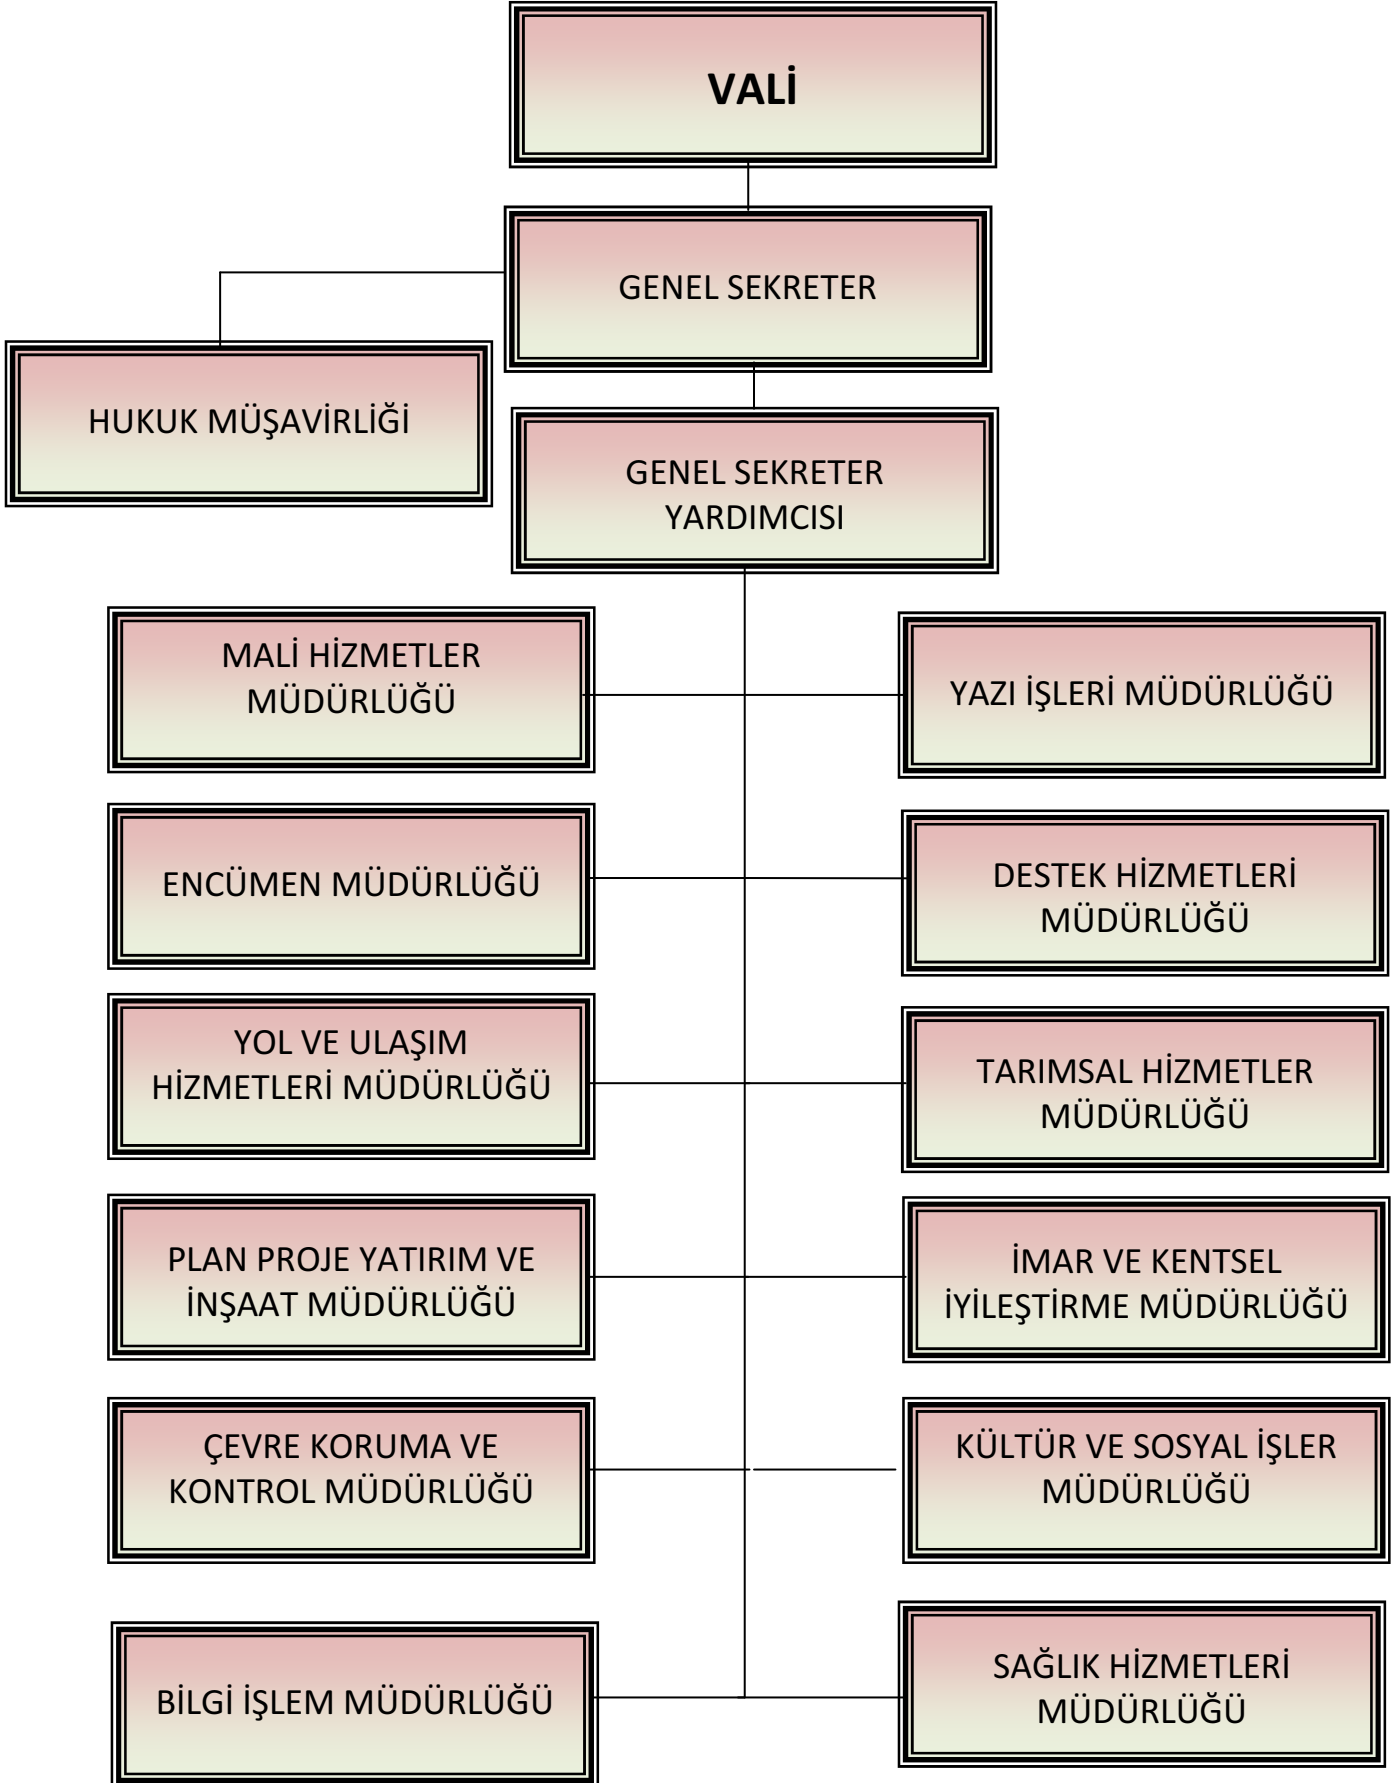 VALİ
GENEL SEKRETER
HUKUK MÜŞAVİRLİĞİ
GENEL SEKRETER
YARDIMCISI
MALİ HİZMETLER
MÜDÜRLÜĞÜ
YAZI İŞLERİ MÜDÜRLÜĞÜ
ENCÜMEN MÜDÜRLÜĞÜ
DESTEK HİZMETLERİ
MÜDÜRLÜĞÜ
YOL VE ULAŞIM
HİZMETLERİ MÜDÜRLÜĞÜ
TARIMSAL HİZMETLER
MÜDÜRLÜĞÜ
PLAN PROJE YATIRIM VE
İNŞAAT MÜDÜRLÜĞÜ
İMAR VE KENTSEL
İYİLEŞTİRME MÜDÜRLÜĞÜ
ÇEVRE KORUMA VE
KONTROL MÜDÜRLÜĞÜ
KÜLTÜR VE SOSYAL İŞLER
MÜDÜRLÜĞÜ
BİLGİ İŞLEM MÜDÜRLÜĞÜ
SAĞLIK HİZMETLERİ
MÜDÜRLÜĞÜ